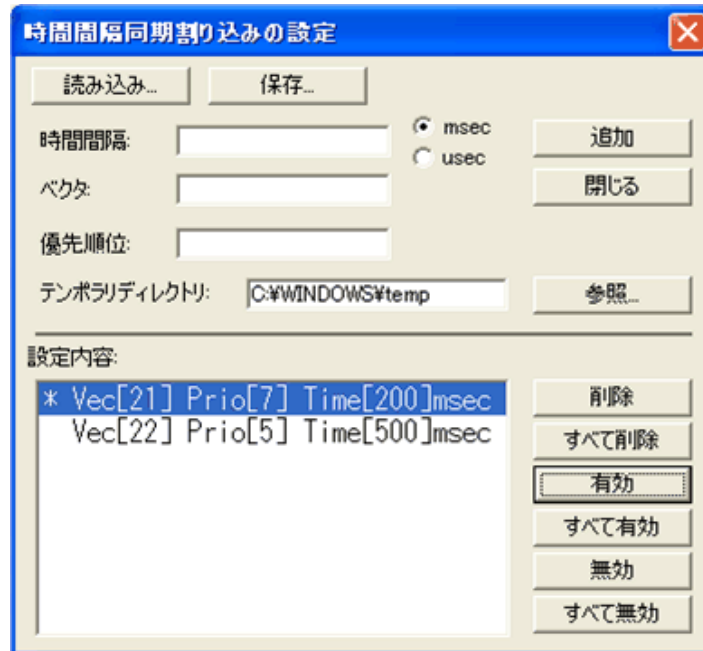 時間間隔同期割り込みの設定
読み込み... 保存...
時間間隔: msec 追加
usec
ベクタ: 閉じる
優先順位:
テンポラリディレクトリ: C:¥WINDOWS¥temp 参照...
設定内容:
* Vec[21] Prio[7] Time[200]msec 削除
Vec[22] Prio[5] Time[500]msec すべて削除
有効
すべて有効
無効
すべて無効